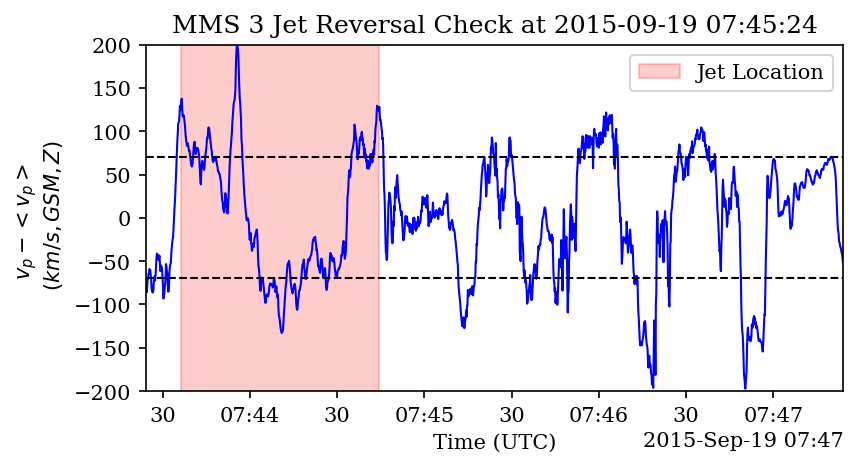 MMS 3 Jet Reversal Check at 2015-09-19 07:45:24
200
150
100
50
0
−50
−100
−150
−200
v_p − < v_p >
(km/s, GSM, Z)
Jet Location
30 07:44 30 07:45 30 07:46 30 07:47
Time (UTC)
2015-Sep-19 07:47